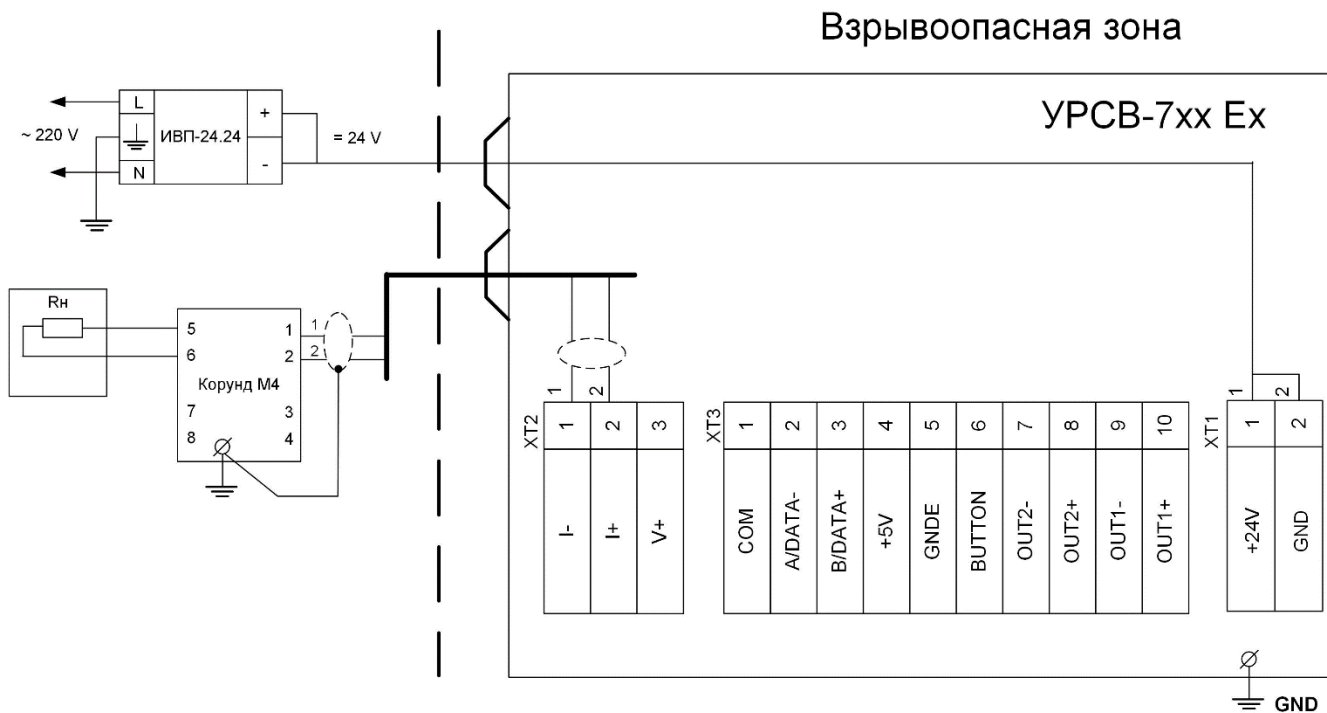 Взрывоопасная зона
УРСВ-7xx Ex
~ 220 V
L
N
ИВП-24.24
+
-
= 24 V
Rн
5
6
7
8
Корунд М4
1
2
3
4
1
2
1
2
XT2
1
2
3
I-
I+
V+
XT3
1
2
3
4
5
6
7
8
9
10
COM
A/DATA-
B/DATA+
+5V
GNDE
BUTTON
OUT2-
OUT2+
OUT1-
OUT1+
1
2
XT1
1
2
+24V
GND
GND